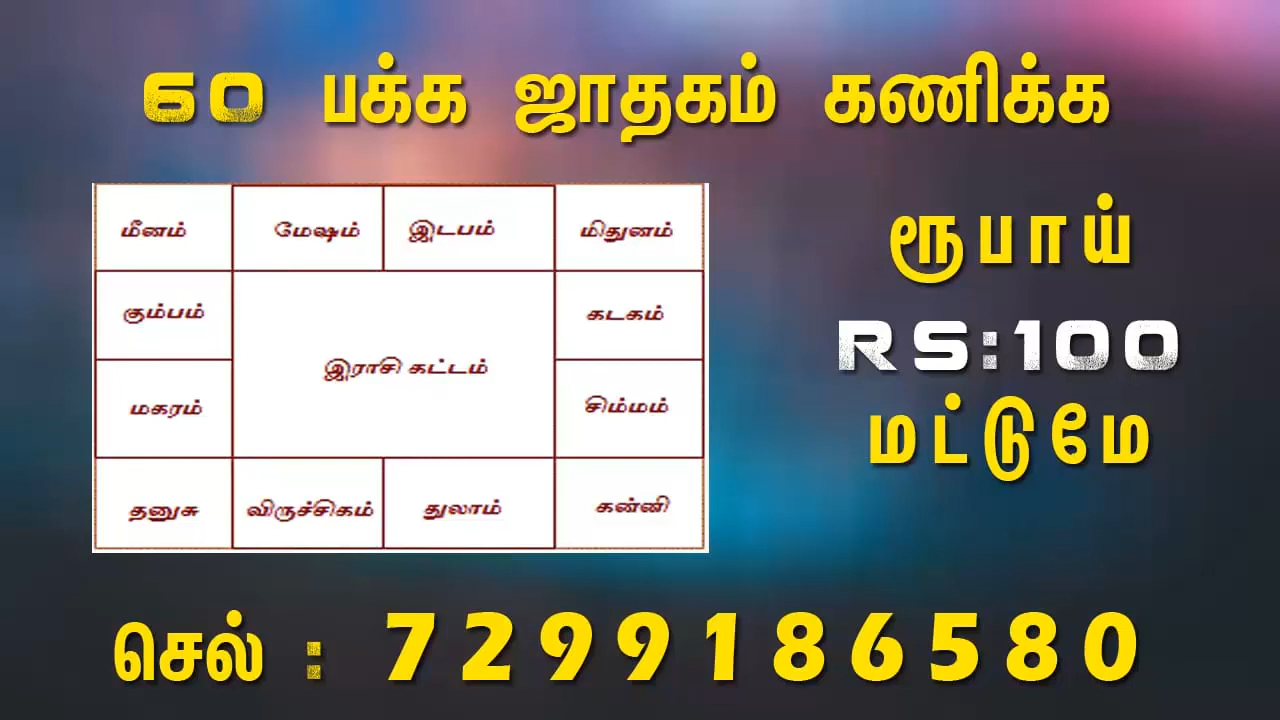 60 பக்க ஜாதகம் கணிக்க
மீனம் மேஷம் இடபம் மிதுனம்
கும்பம் கடகம்
இராசி கட்டம்
மகரம் சிம்மம்
தனுசு விருச்சிகம் துலாம் கன்னி
ரூபாய்
RS:100
மட்டுமே
செல் : 7299186580